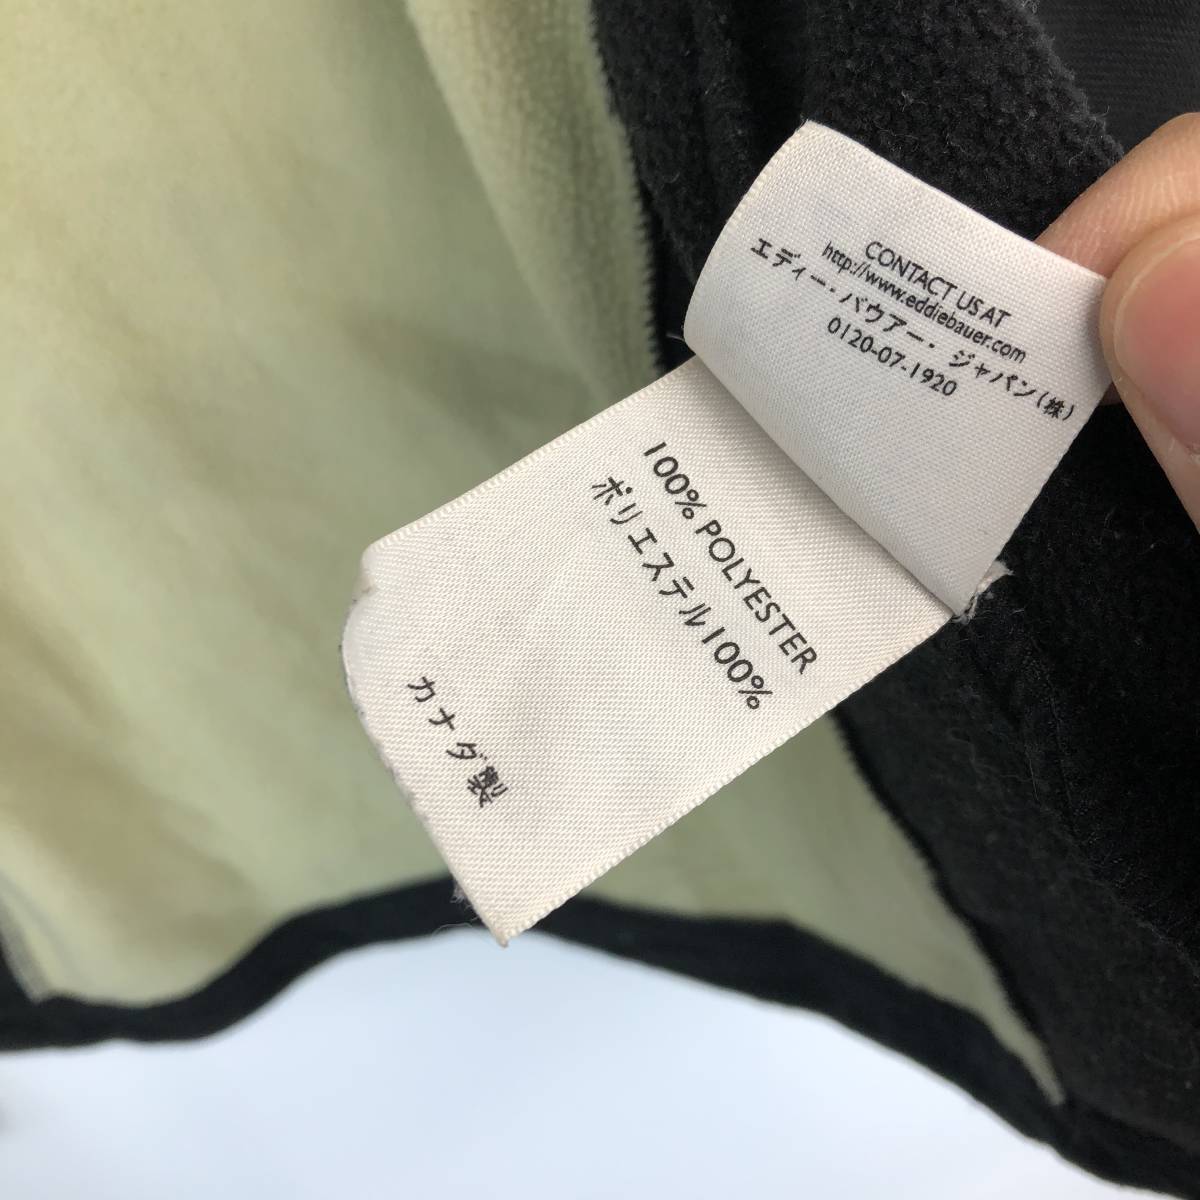 CONTACT US AT
http://www.eddiebauer.com
エディー・バウアー・ジャパン(株)
0120-07-1920
100% POLYESTER
ポリエステル100%
カナダ製